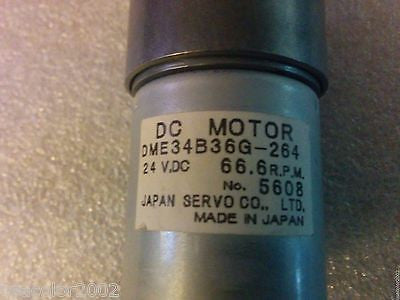 DC MOTOR
DME34B36G-264
24 V.DC 66.6 R.P.M.
No. 5608
JAPAN SERVO CO., LTD.
MADE IN JAPAN